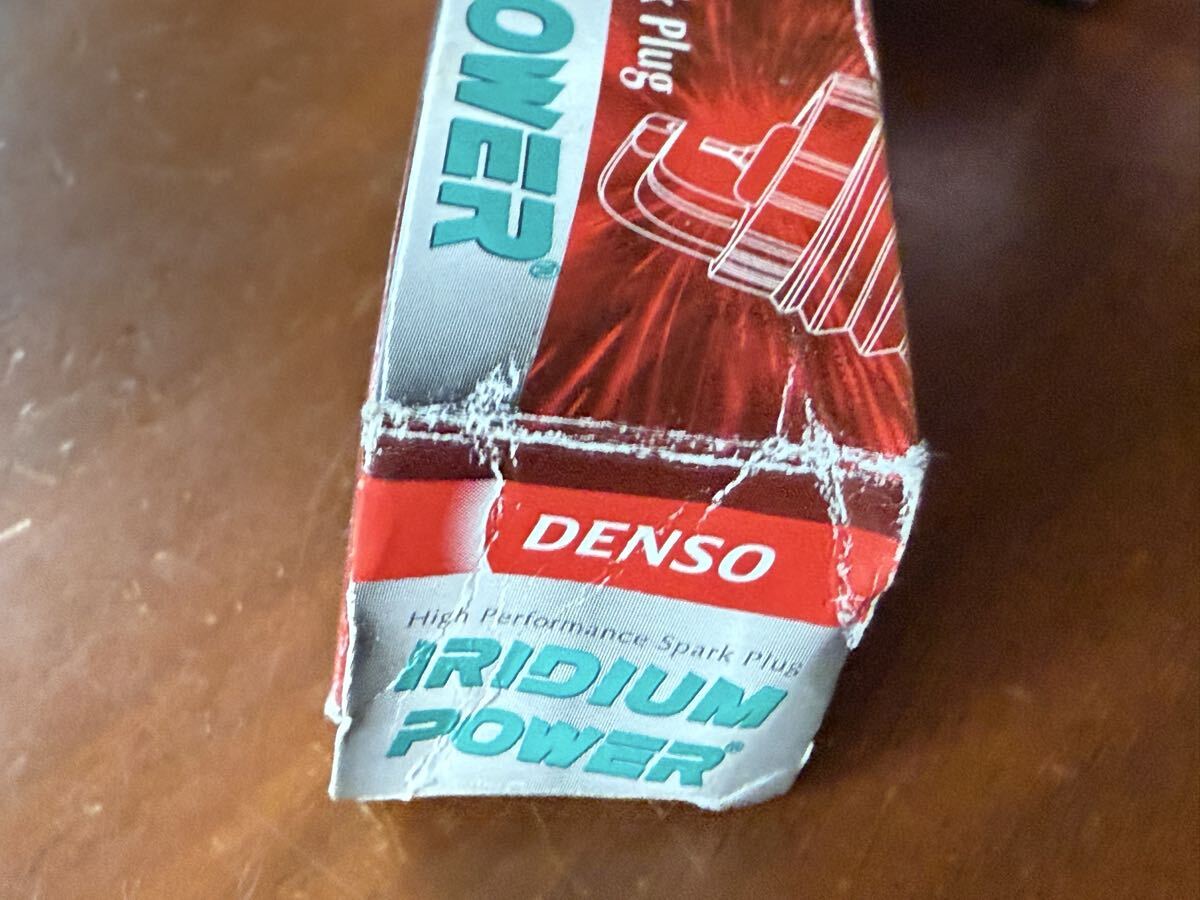 OWER®
Plug
DENSO
High Performance Spark Plug
IRIDIUM
POWER®